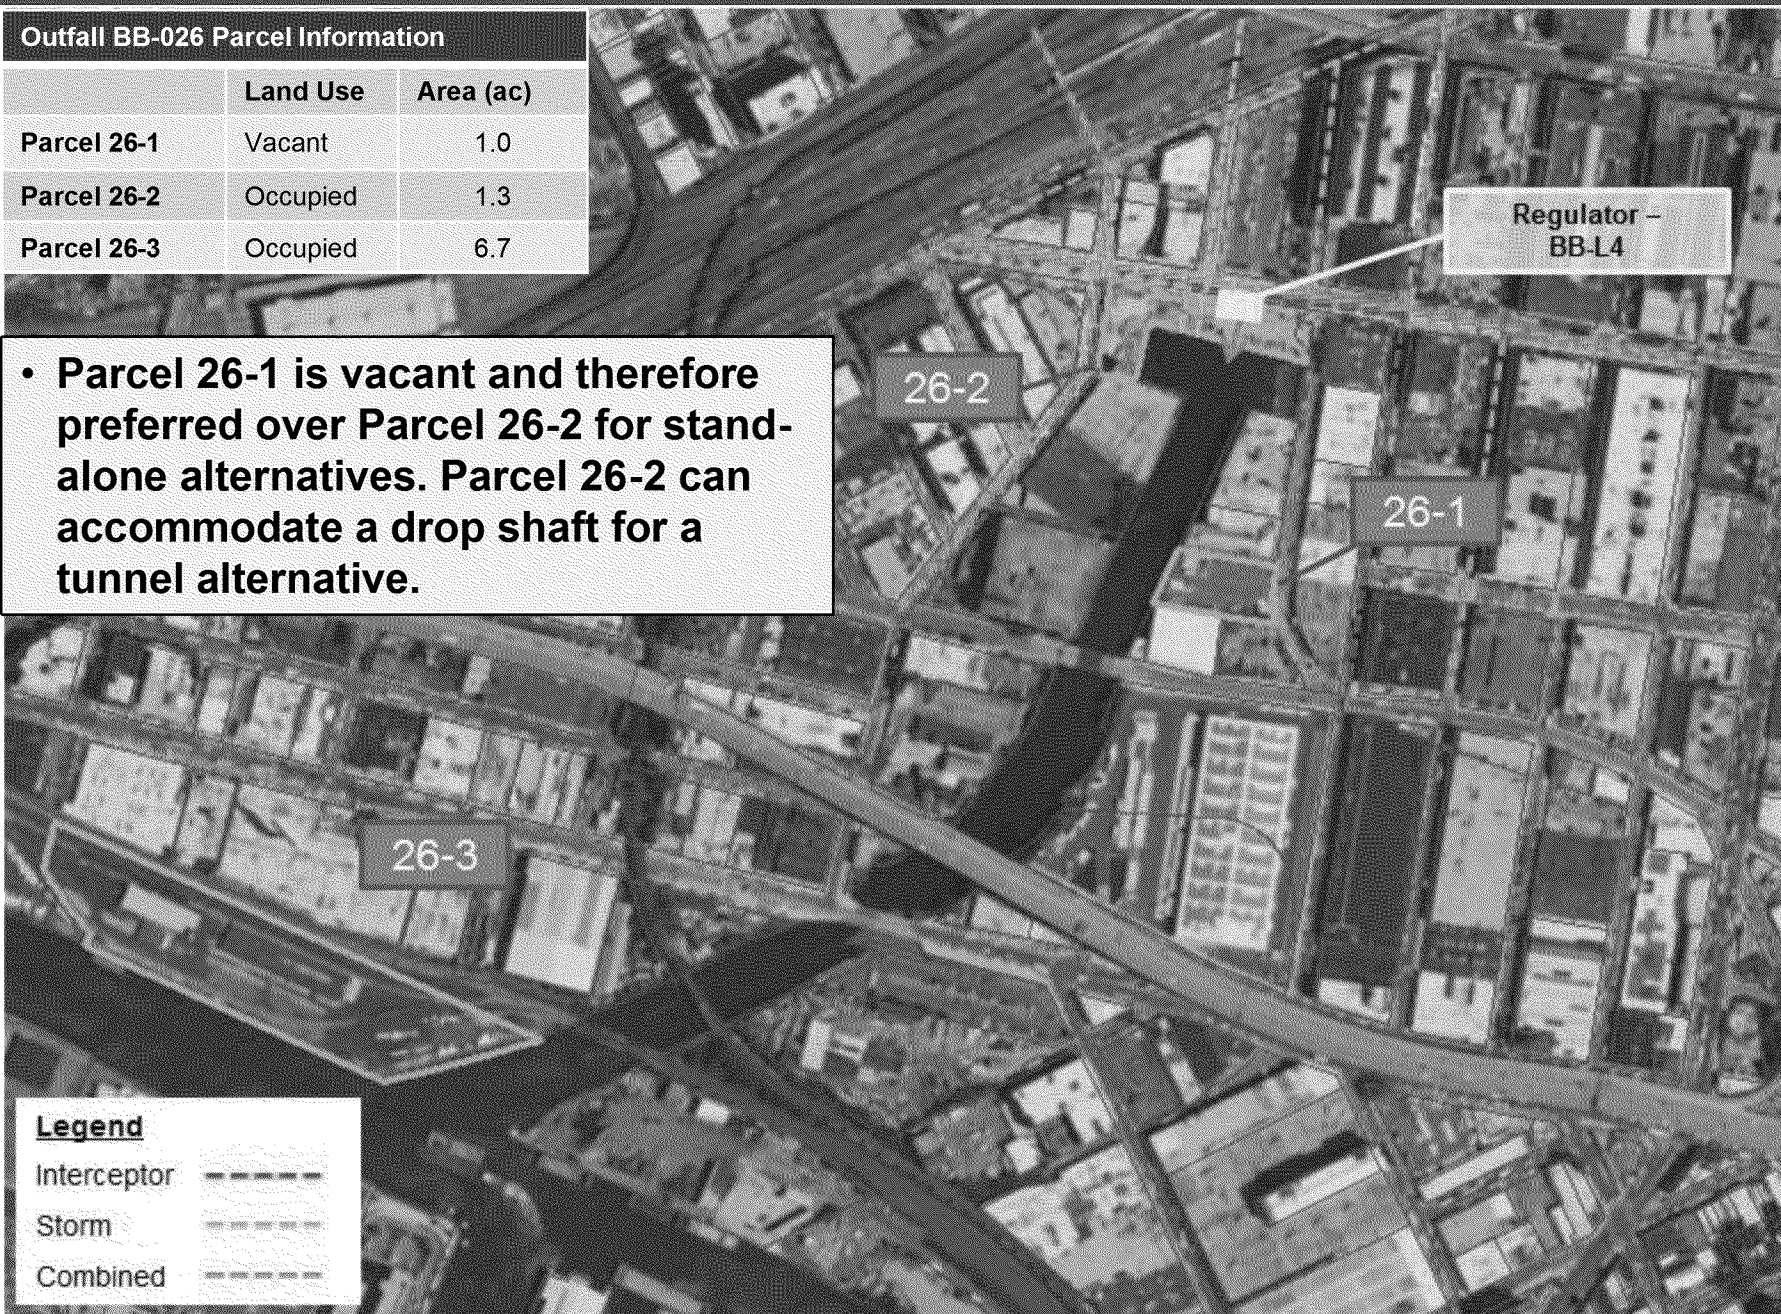 Outfall BB-026 Parcel Information
Land Use Area (ac)
Parcel 26-1 Vacant 1.0
Parcel 26-2 Occupied 1.3
Parcel 26-3 Occupied 6.7
• Parcel 26-1 is vacant and therefore
preferred over Parcel 26-2 for stand-
alone alternatives. Parcel 26-2 can
accommodate a drop shaft for a
tunnel alternative.
Regulator –
BB-L4
26-2
26-1
26-3
Legend
Interceptor
Storm
Combined